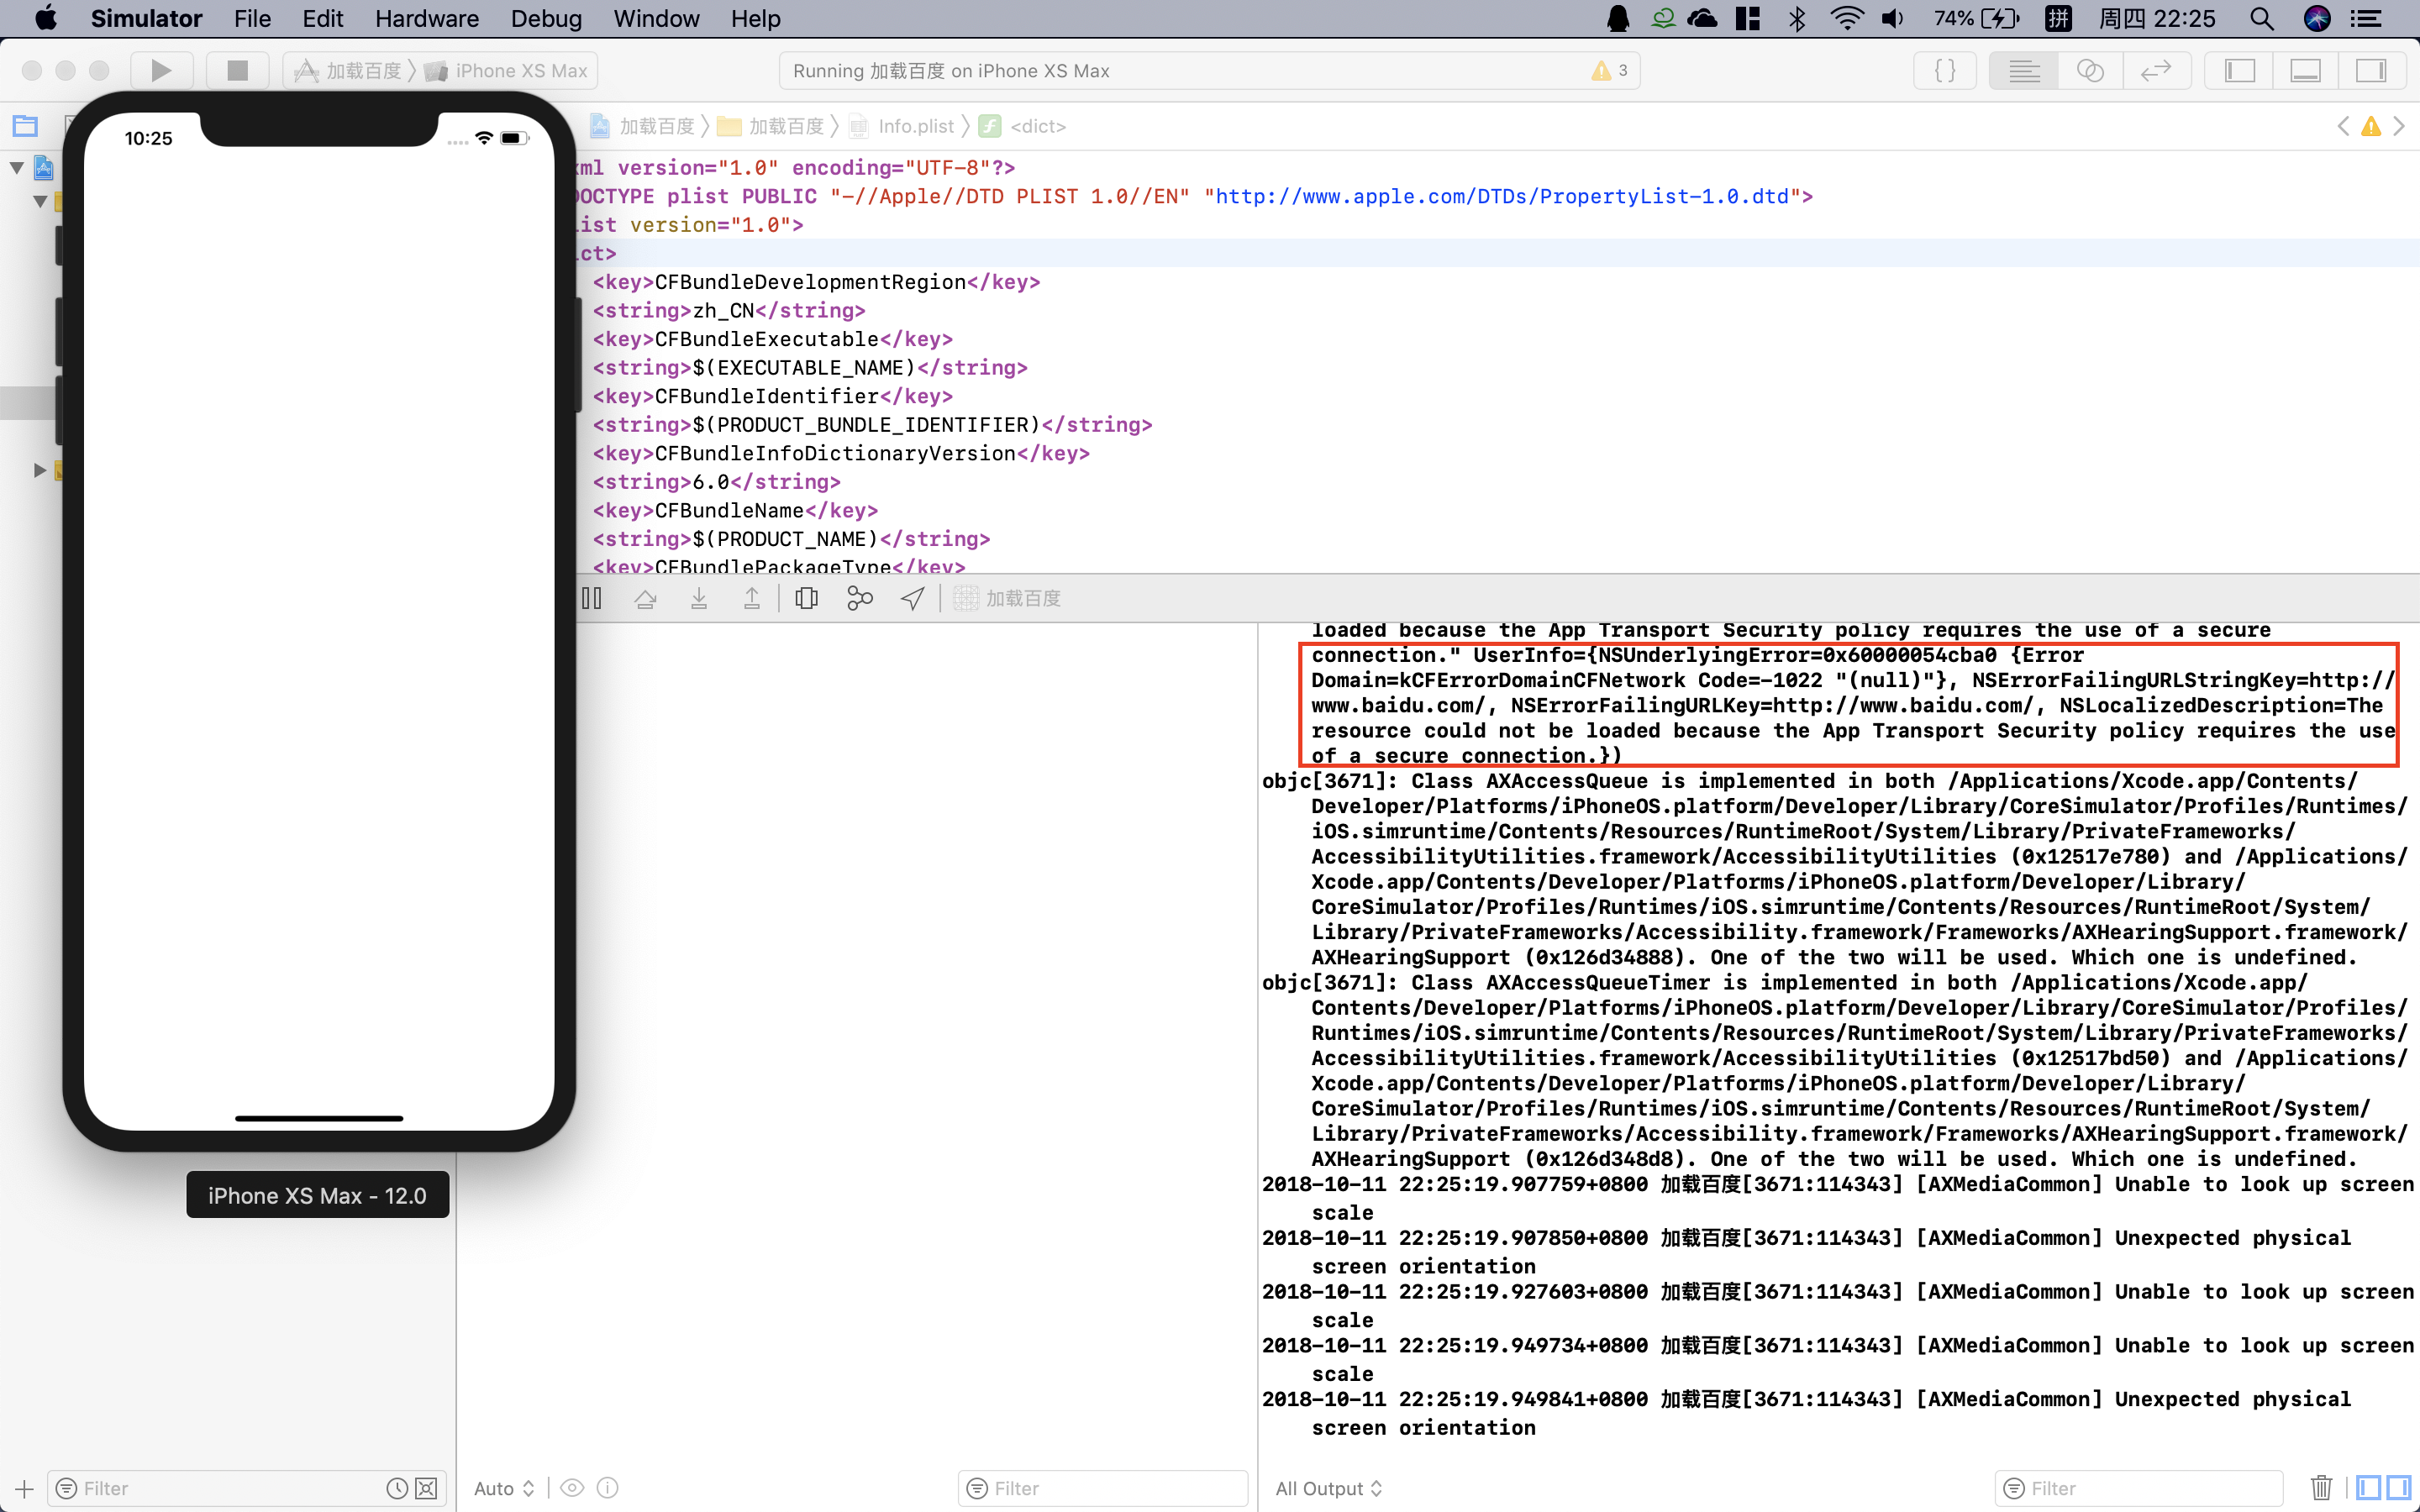 Simulator File Edit Hardware Debug Window Help 74% 拼 周四 22:25
加载百度 iPhone XS Max Running 加载百度 on iPhone XS Max 3 { }
加载百度 加载百度 Info.plist <dict>
10:25
xml version="1.0" encoding="UTF-8"?>
DOCTYPE plist PUBLIC "-//Apple//DTD PLIST 1.0//EN" "http://www.apple.com/DTDs/PropertyList-1.0.dtd">
list version="1.0">
ict>
<key>CFBundleDevelopmentRegion</key>
<string>zh_CN</string>
<key>CFBundleExecutable</key>
<string>$(EXECUTABLE_NAME)</string>
<key>CFBundleIdentifier</key>
<string>$(PRODUCT_BUNDLE_IDENTIFIER)</string>
<key>CFBundleInfoDictionaryVersion</key>
<string>6.0</string>
<key>CFBundleName</key>
<string>$(PRODUCT_NAME)</string>
<key>CFBundlePackageType</key>
加载百度
loaded because the App Transport Security policy requires the use of a secure
connection." UserInfo={NSUnderlyingError=0x60000054cba0 {Error
Domain=kCFErrorDomainCFNetwork Code=-1022 "(null)"}, NSErrorFailingURLStringKey=http://
www.baidu.com/, NSErrorFailingURLKey=http://www.baidu.com/, NSLocalizedDescription=The
resource could not be loaded because the App Transport Security policy requires the use
of a secure connection.})
objc[3671]: Class AXAccessQueue is implemented in both /Applications/Xcode.app/Contents/
Developer/Platforms/iPhoneOS.platform/Developer/Library/CoreSimulator/Profiles/Runtimes/
iOS.simruntime/Contents/Resources/RuntimeRoot/System/Library/PrivateFrameworks/
AccessibilityUtilities.framework/AccessibilityUtilities (0x12517e780) and /Applications/
Xcode.app/Contents/Developer/Platforms/iPhoneOS.platform/Developer/Library/
CoreSimulator/Profiles/Runtimes/iOS.simruntime/Contents/Resources/RuntimeRoot/System/
Library/PrivateFrameworks/Accessibility.framework/Frameworks/AXHearingSupport.framework/
AXHearingSupport (0x126d34888). One of the two will be used. Which one is undefined.
objc[3671]: Class AXAccessQueueTimer is implemented in both /Applications/Xcode.app/
Contents/Developer/Platforms/iPhoneOS.platform/Developer/Library/CoreSimulator/Profiles/
Runtimes/iOS.simruntime/Contents/Resources/RuntimeRoot/System/Library/PrivateFrameworks/
AccessibilityUtilities.framework/AccessibilityUtilities (0x12517bd50) and /Applications/
Xcode.app/Contents/Developer/Platforms/iPhoneOS.platform/Developer/Library/
CoreSimulator/Profiles/Runtimes/iOS.simruntime/Contents/Resources/RuntimeRoot/System/
Library/PrivateFrameworks/Accessibility.framework/Frameworks/AXHearingSupport.framework/
AXHearingSupport (0x126d348d8). One of the two will be used. Which one is undefined.
2018-10-11 22:25:19.907759+0800 加载百度[3671:114343] [AXMediaCommon] Unable to look up screen
scale
2018-10-11 22:25:19.907850+0800 加载百度[3671:114343] [AXMediaCommon] Unexpected physical
screen orientation
2018-10-11 22:25:19.927603+0800 加载百度[3671:114343] [AXMediaCommon] Unable to look up screen
scale
2018-10-11 22:25:19.949734+0800 加载百度[3671:114343] [AXMediaCommon] Unable to look up screen
scale
2018-10-11 22:25:19.949841+0800 加载百度[3671:114343] [AXMediaCommon] Unexpected physical
screen orientation
iPhone XS Max - 12.0
Filter Auto Filter All Output Filter